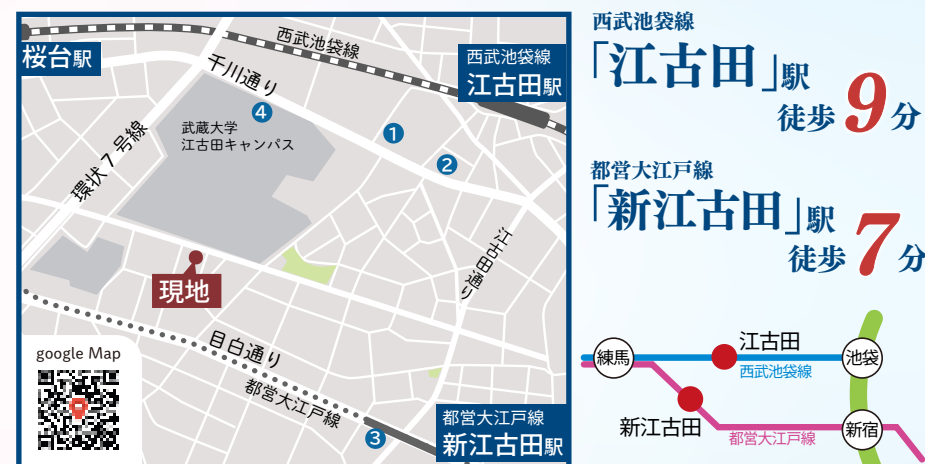 桜台駅
西武池袋線
西武池袋線
江古田駅
千川通り
4
武蔵大学
江古田キャンパス
1
2
環状7号線
江古田通り
現地
目白通り
google Map
都営大江戸線
3
都営大江戸線
新江古田駅
西武池袋線
「江古田」駅
徒歩9分
都営大江戸線
「新江古田」駅
徒歩7分
江古田
練馬
池袋
西武池袋線
新江古田
都営大江戸線
新宿